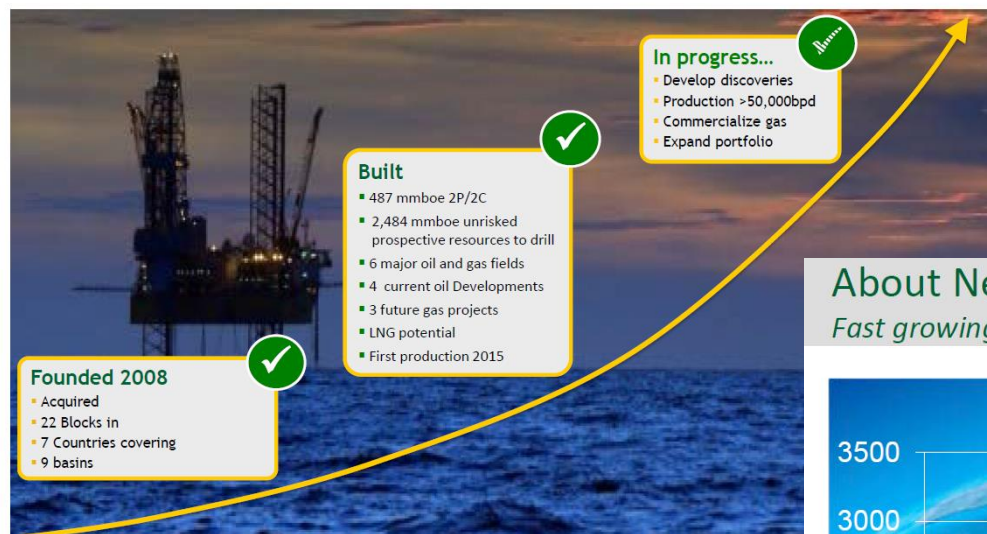 Founded 2008
Acquired
22 Blocks in
7 Countries covering
9 basins
Built
487 mmboe 2P/2C
2,484 mmboe unrisked
prospective resources to drill
6 major oil and gas fields
4 current oil Developments
3 future gas projects
LNG potential
First production 2015
In progress...
Develop discoveries
Production >50,000bpd
Commercialize gas
Expand portfolio
About Ne
Fast growing
3500
3000